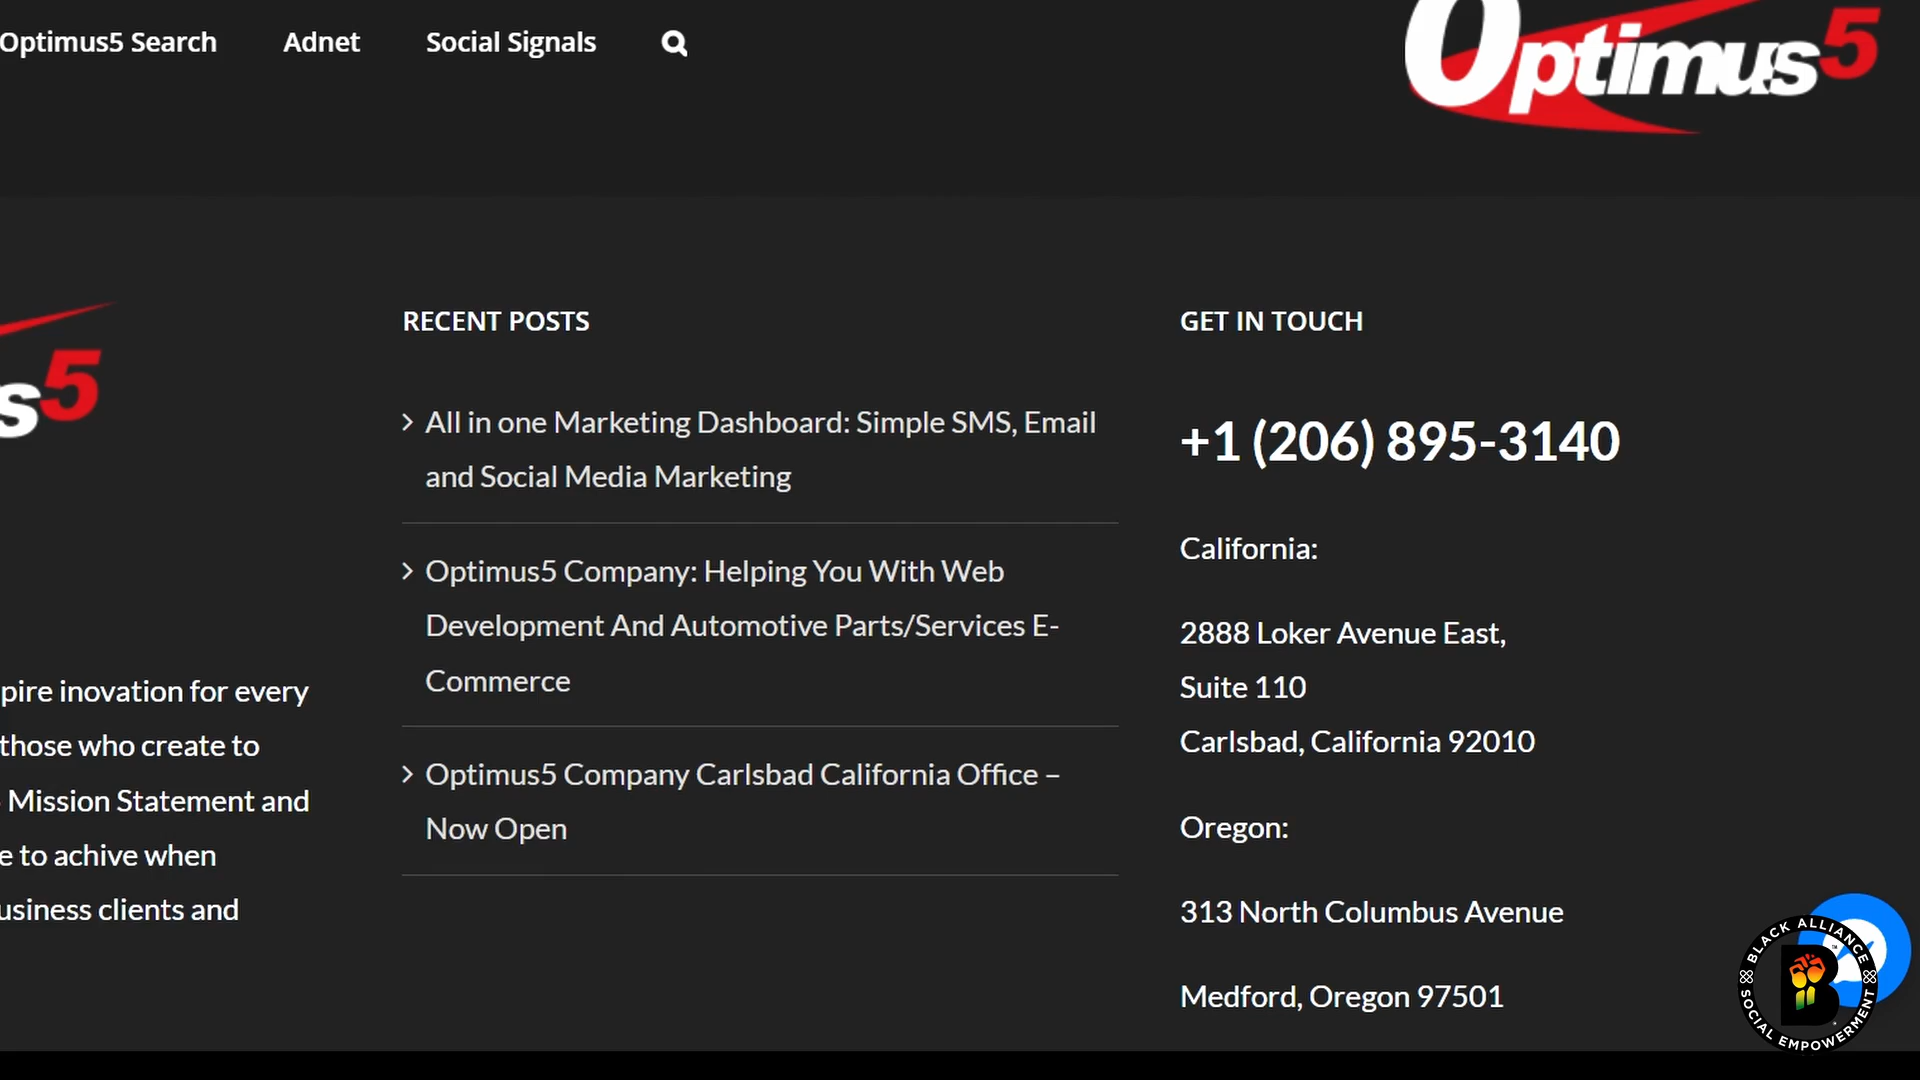 Optimus5 Search Adnet Social Signals
Optimus5
s5
pire inovation for every
those who create to
Mission Statement and
e to achive when
usiness clients and
RECENT POSTS
All in one Marketing Dashboard: Simple SMS, Email
and Social Media Marketing
Optimus5 Company: Helping You With Web
Development And Automotive Parts/Services E-
Commerce
Optimus5 Company Carlsbad California Office –
Now Open
GET IN TOUCH
+1 (206) 895-3140
California:
2888 Loker Avenue East,
Suite 110
Carlsbad, California 92010
Oregon:
313 North Columbus Avenue
Medford, Oregon 97501
BLACK ALLIANCE
B
SOCIAL EMPOWERMENT